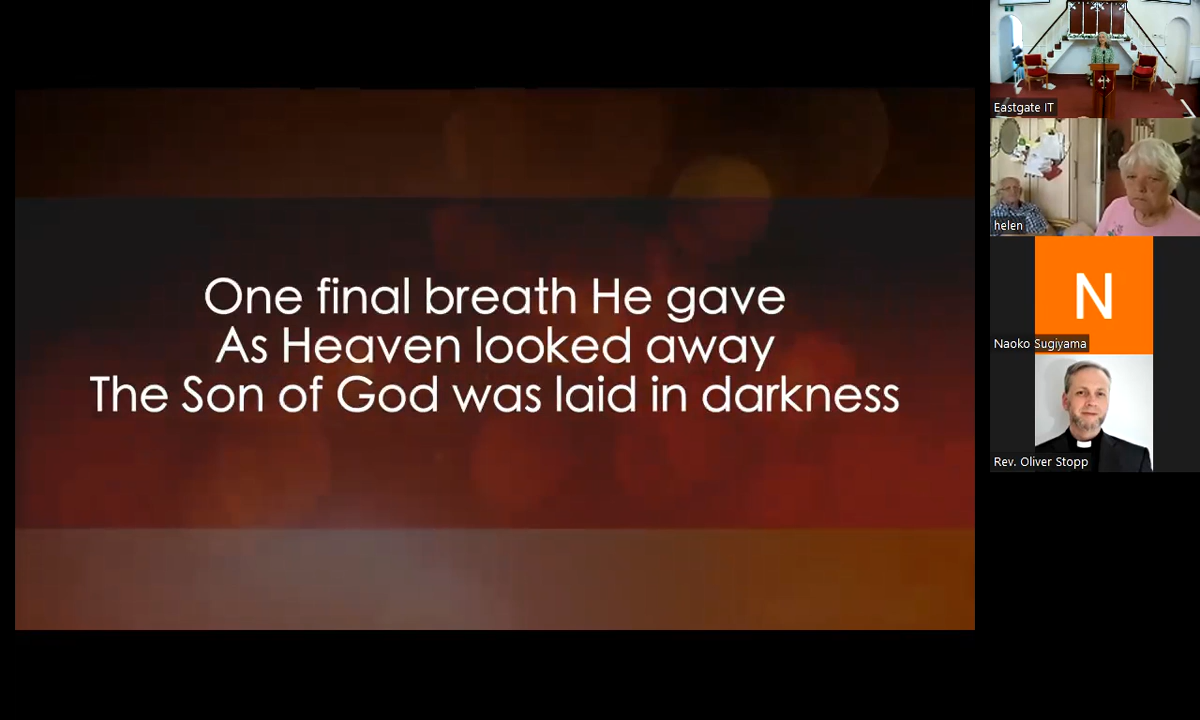 One final breath He gave
As Heaven looked away
The Son of God was laid in darkness
Eastgate IT
helen
N
Naoko Sugiyama
Rev. Oliver Stopp